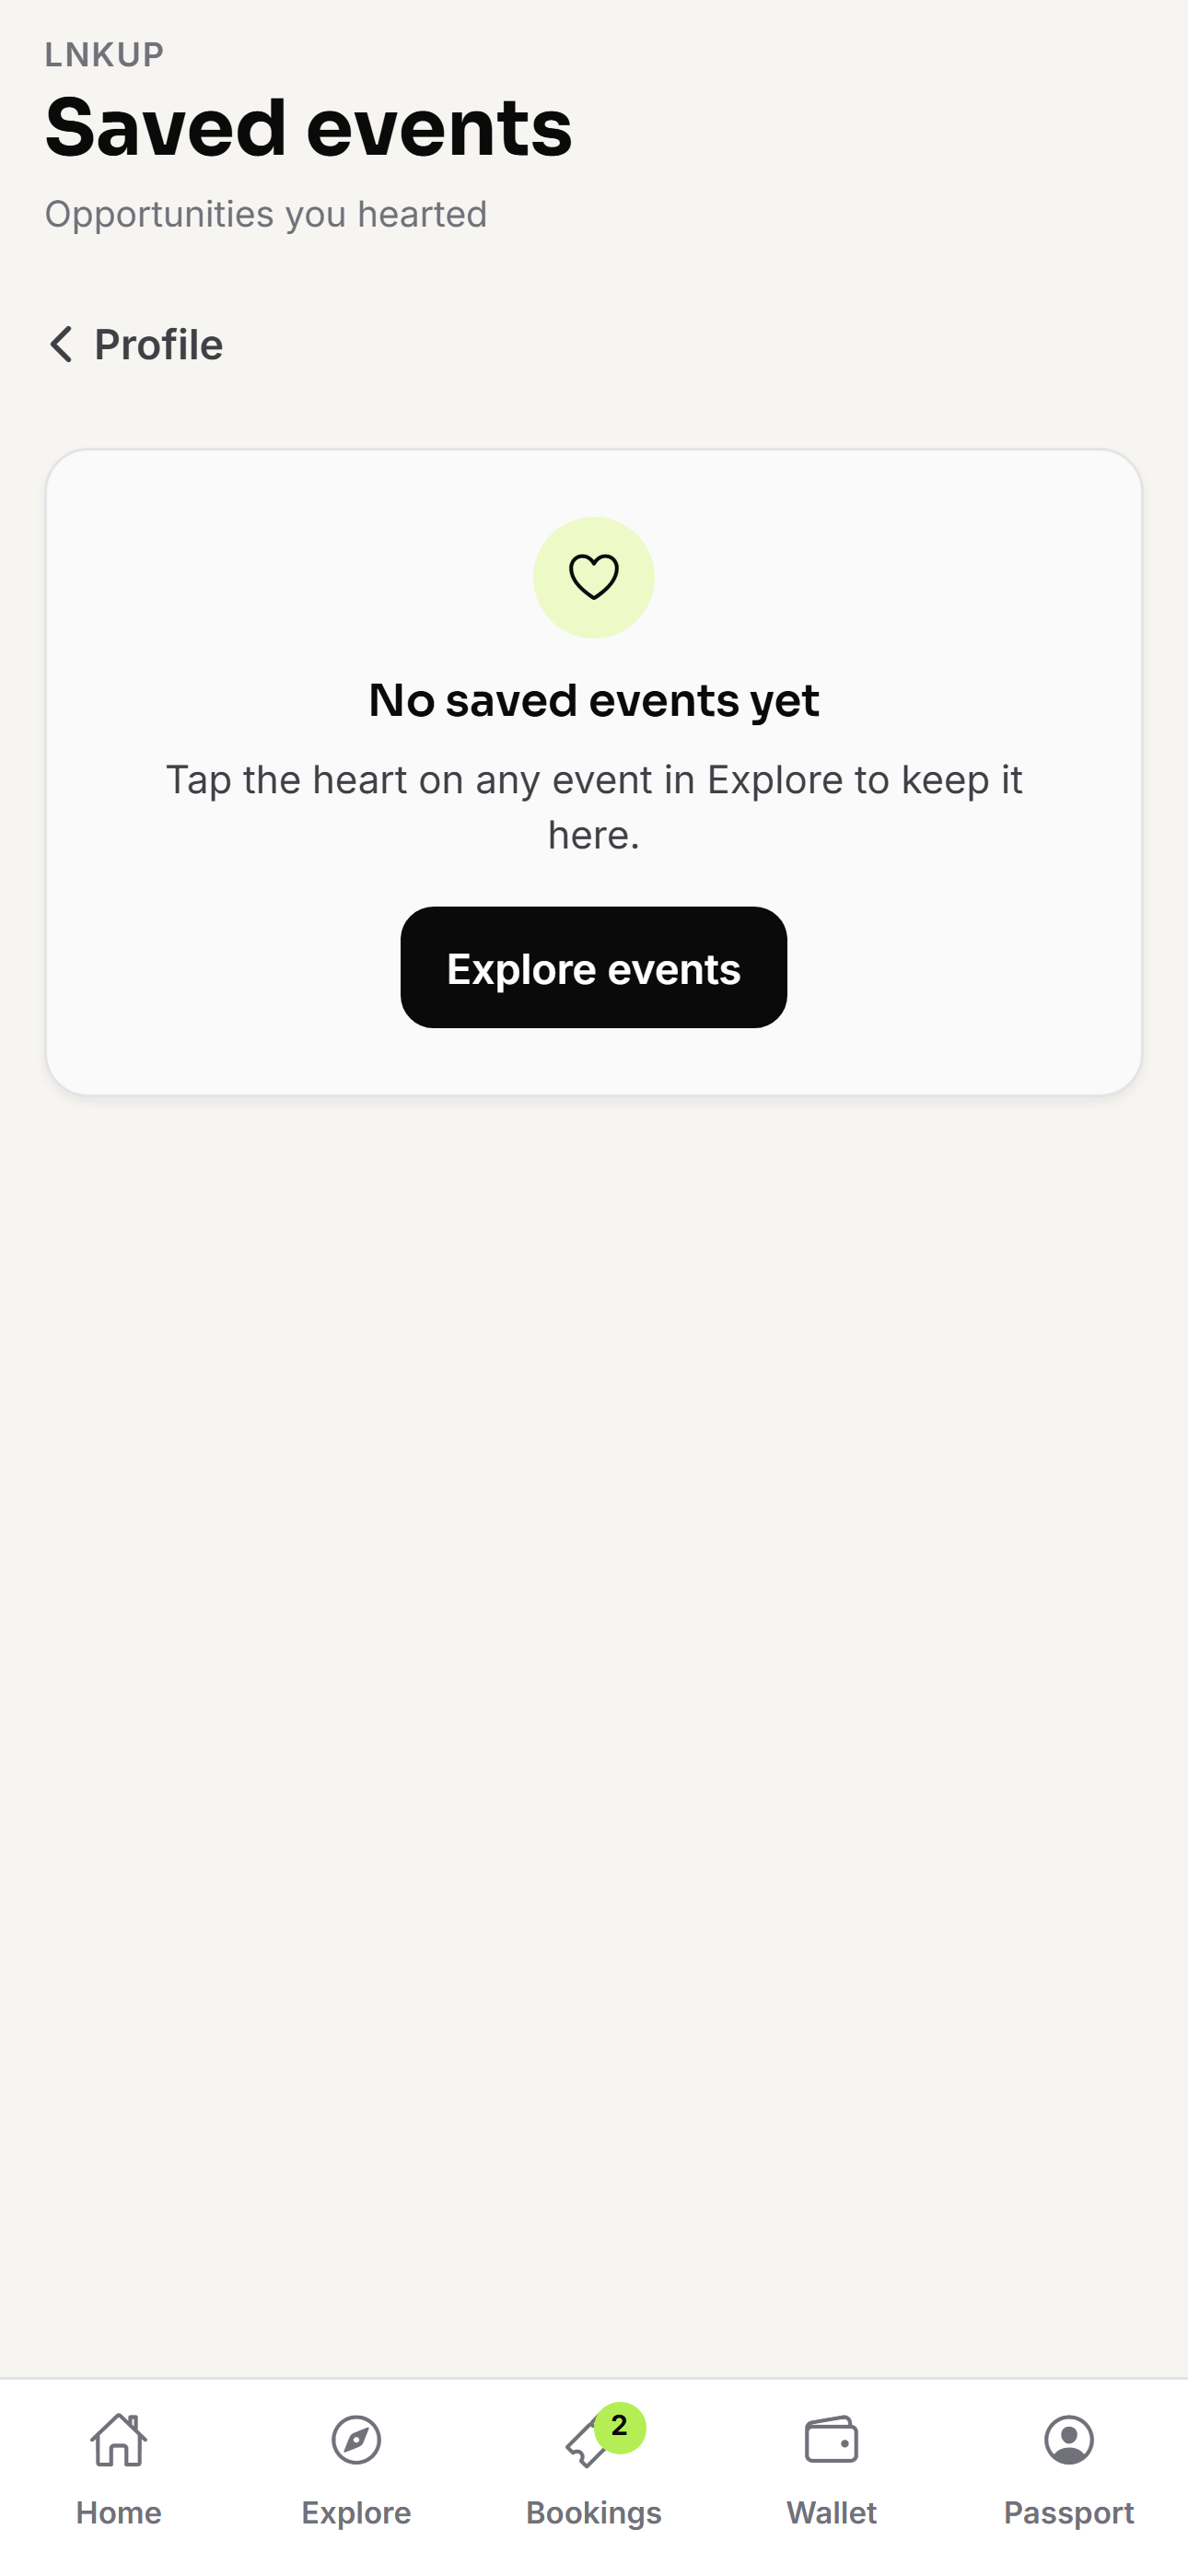 LNKUP
Saved events
Opportunities you hearted
Profile
No saved events yet
Tap the heart on any event in Explore to keep it
here.
Explore events
2
Home
Explore
Bookings
Wallet
Passport